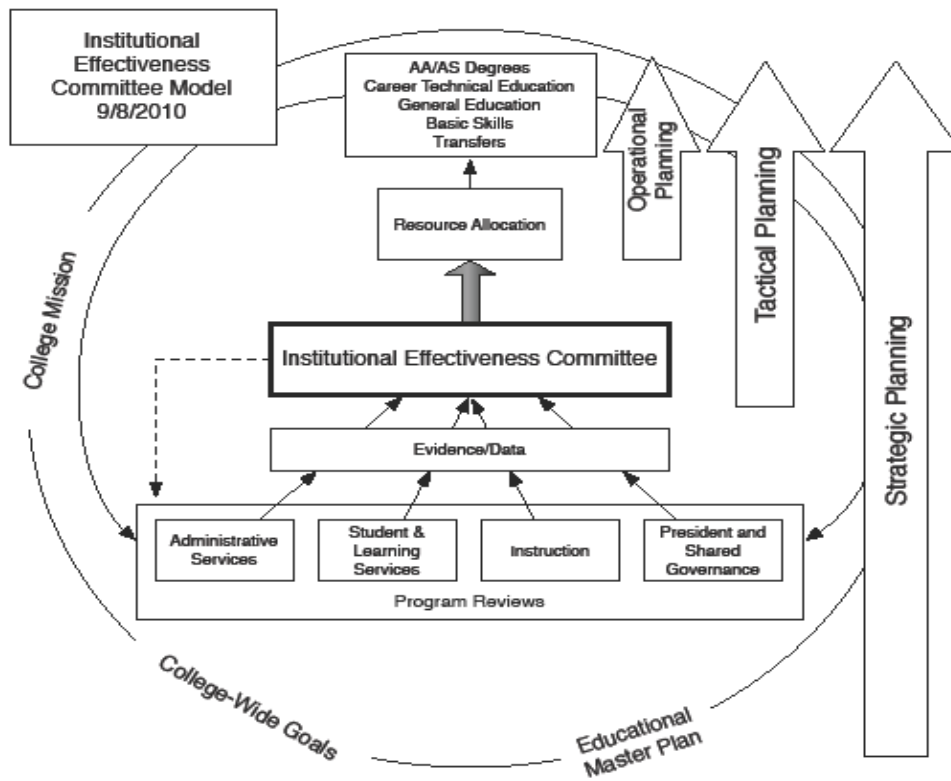 Institutional
Effectiveness
Committee Model
9/8/2010
AA/AS Degrees
Career Technical Education
General Education
Basic Skills
Transfers
Operational
Planning
Tactical Planning
Strategic Planning
Resource Allocation
College Mission
Institutional Effectiveness Committee
Evidence/Data
Administrative
Services
Student &
Learning
Services
Instruction
President and
Shared
Governance
Program Reviews
College-Wide Goals
Educational
Master Plan